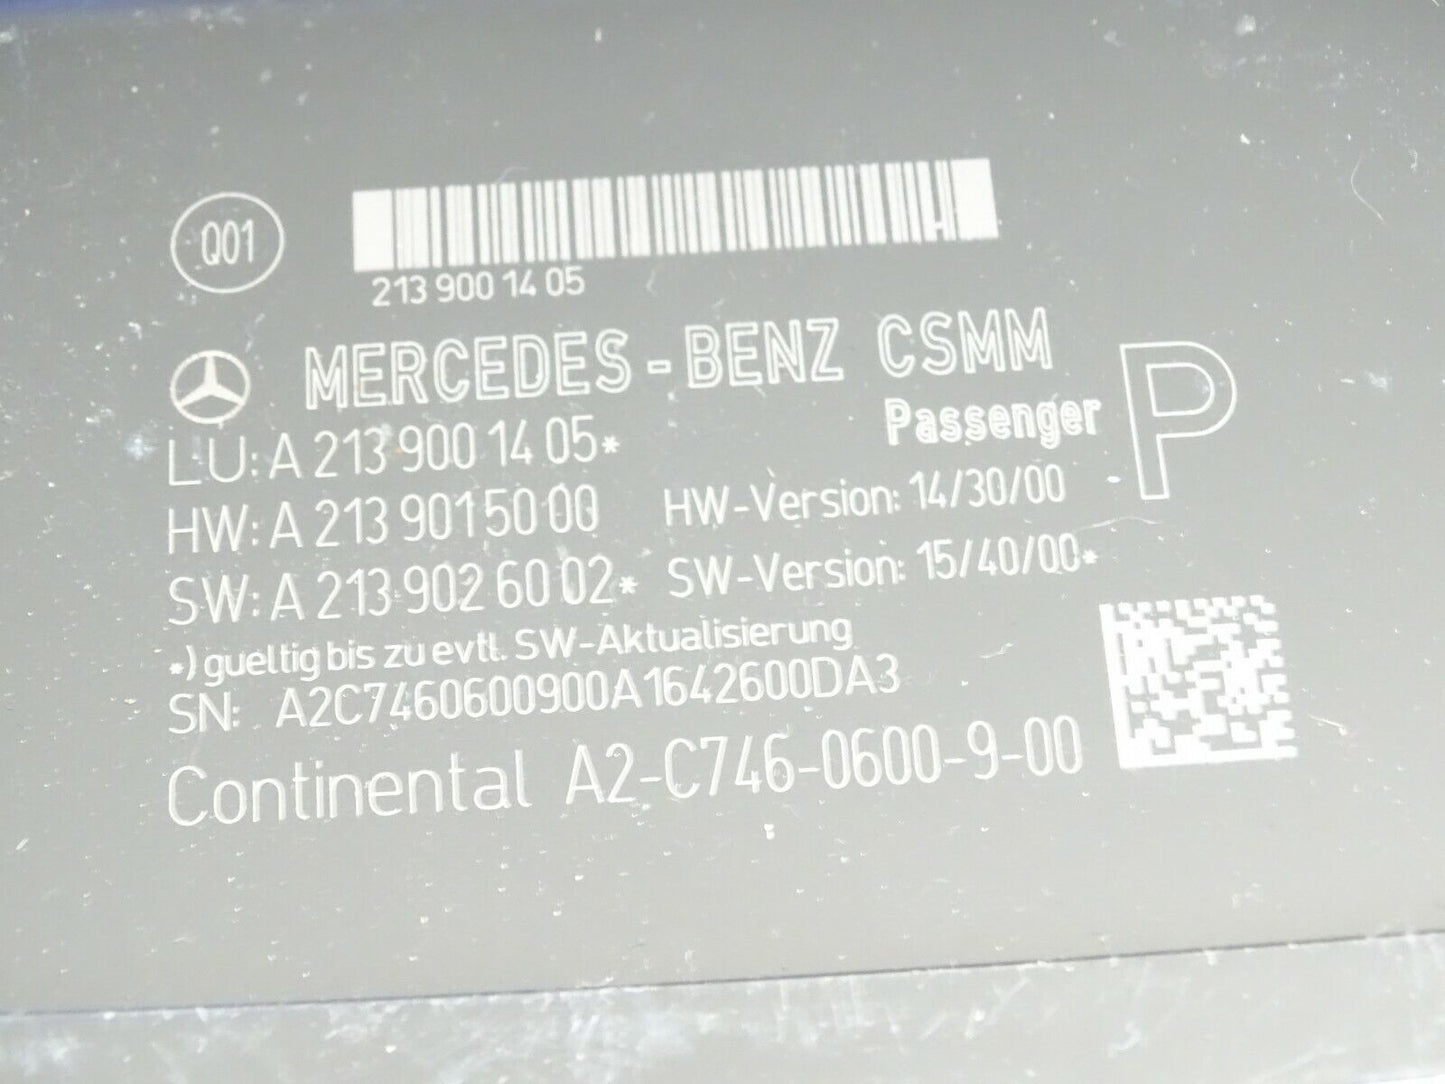 Q01
213 900 14 05
MERCEDES-BENZ CSMM
Passenger
P
LU: A 213 900 14 05*
HW: A 213 901 50 00 HW-Version: 14/30/00
SW: A 213 902 60 02* SW-Version: 15/40/00*
*) gueltig bis zu evtl. SW-Aktualisierung
SN: A2C7460600900A1642600DA3
Continental A2-C746-0600-9-00